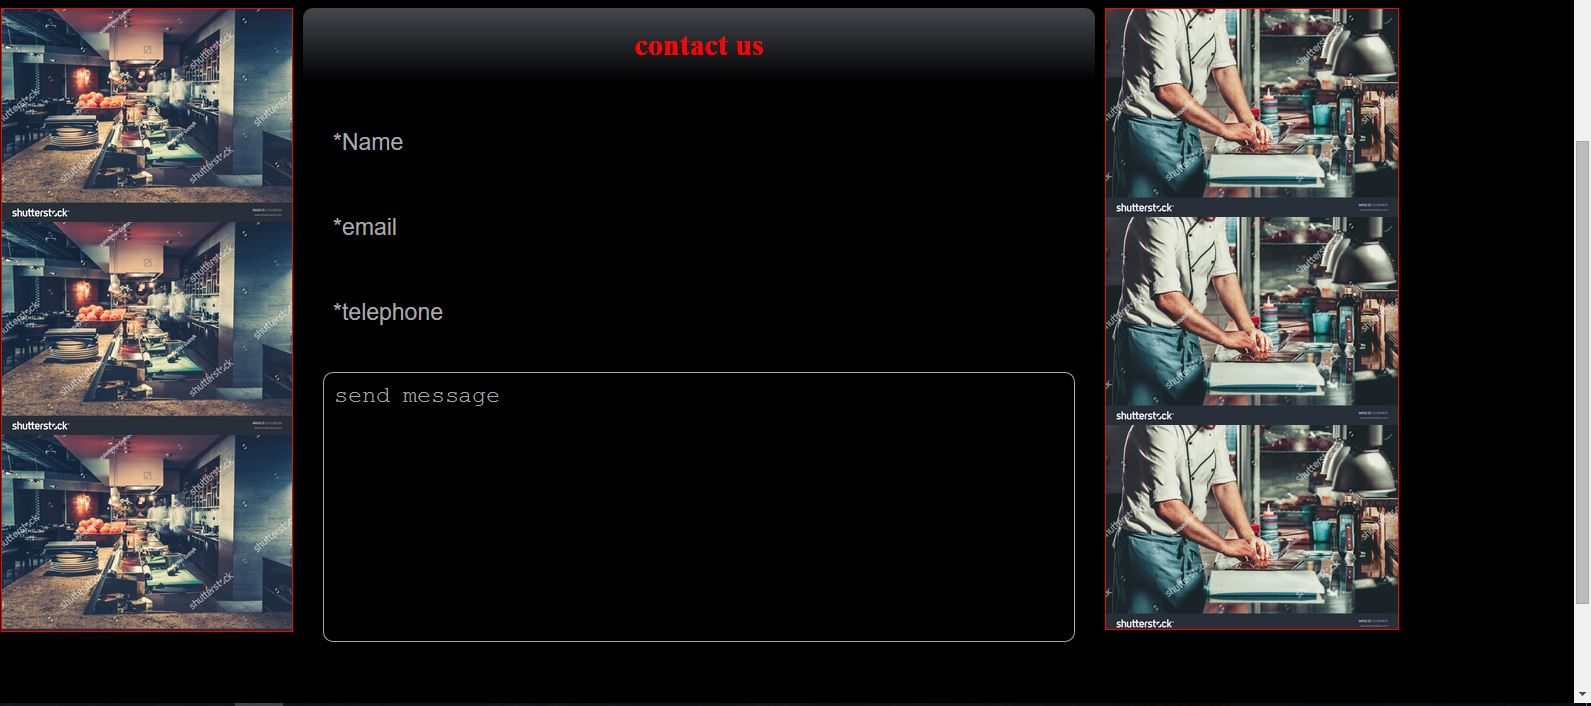 contact us
*Name
*email
*telephone
send message
shutterstock
shutterstock
shutterstock
shutterstock
shutterstock
shutterstock